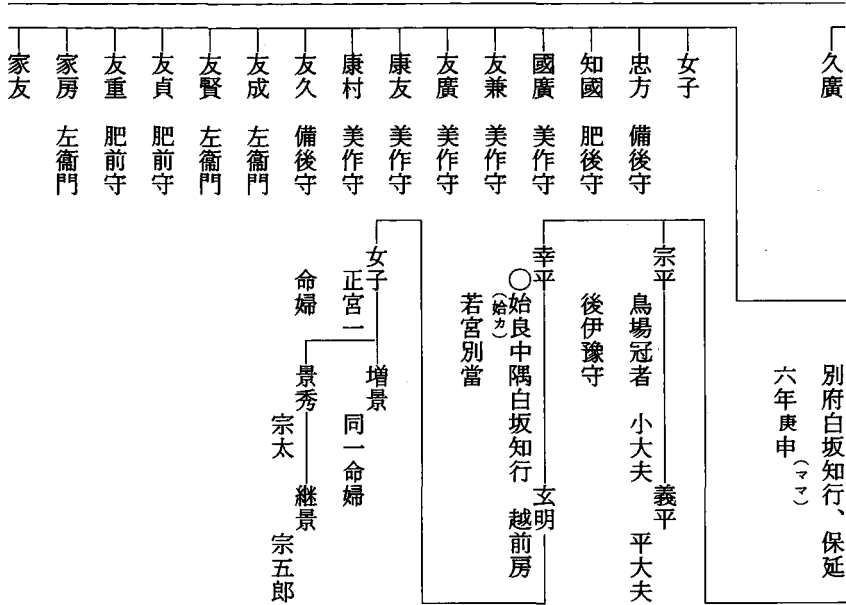 久廣
別府白坂知行、保延
六年庚申
(ママ)
女子
忠方　備後守
知國　肥後守
國廣　美作守
友兼　美作守
友廣　美作守
康友　美作守
康村　美作守
友久　備後守
友成　左衞門
友賢　左衞門
友貞　肥前守
友重　肥前守
家房　左衞門
家友
宗平
鳥場冠者　小大夫
後伊豫守
義平
平大夫
幸平
○始良中隅白坂知行　越前房
(姶カ)
若宮別當
玄明
女子
正宮一
命婦
増景
同一命婦
景秀
宗太
継景
宗五郎